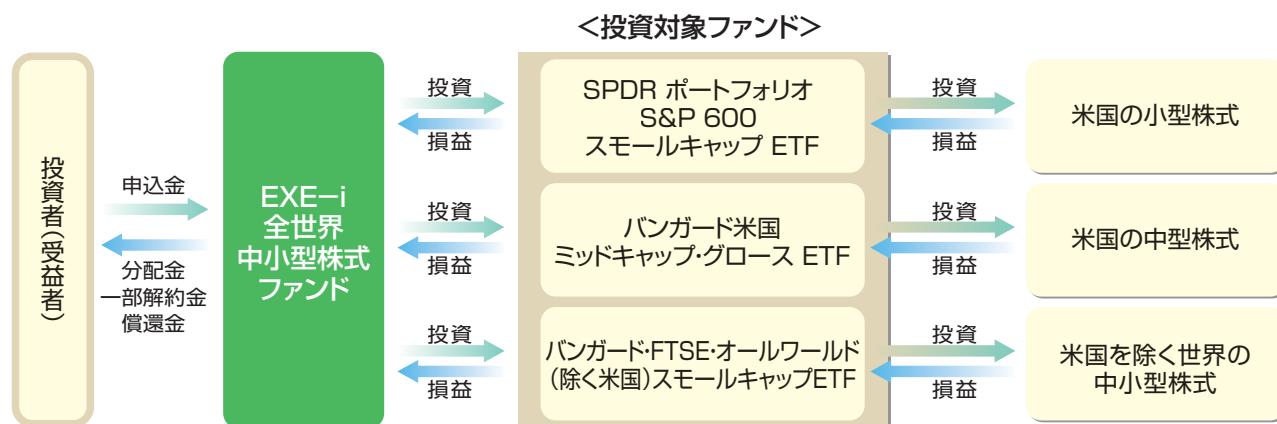 <投資対象ファンド>
投資者(受益者)
申込金
分配金
一部解約金
償還金
EXE-i
全世界
中小型株式
ファンド
投資
損益
SPDR ポートフォリオ
S&P 600
スモールキャップ ETF
投資
損益
米国の小型株式
投資
損益
バンガード米国
ミッドキャップ・グロース ETF
投資
損益
米国の中型株式
投資
損益
バンガード・FTSE・オールワールド
(除く米国)スモールキャップETF
投資
損益
米国を除く世界の
中小型株式